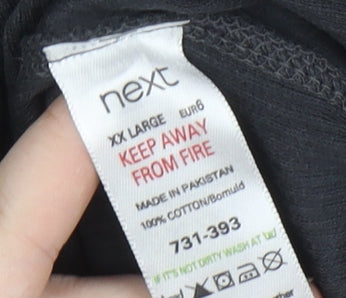 next
XX LARGE EUR6
KEEP AWAY
FROM FIRE
MADE IN PAKISTAN
100% COTTON/Bomuld
731-393
IF IT'S NOT DIRTY WASH AT